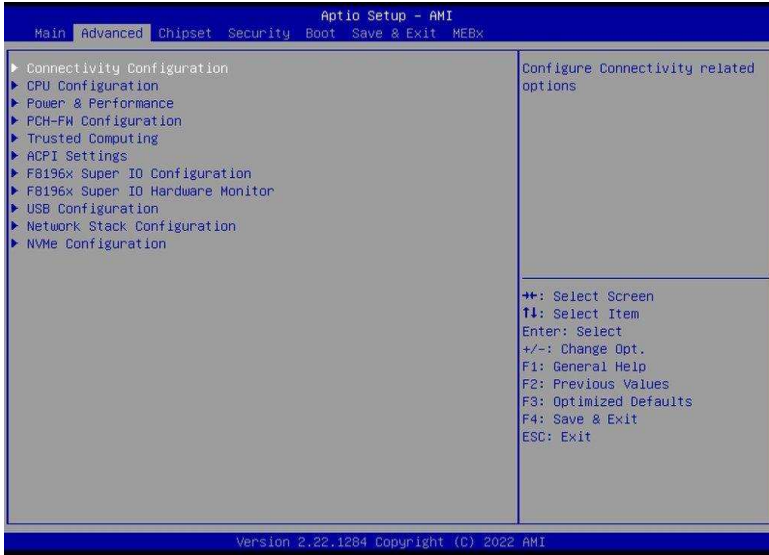 Aptio Setup - AMI
Main Advanced Chipset Security Boot Save & Exit MEBx
▶ Connectivity Configuration
▶ CPU Configuration
▶ Power & Performance
▶ PCH-FW Configuration
▶ Trusted Computing
▶ ACPI Settings
▶ F8196x Super IO Configuration
▶ F8196x Super IO Hardware Monitor
▶ USB Configuration
▶ Network Stack Configuration
▶ NVMe Configuration
Configure Connectivity related
options
→←: Select Screen
↑↓: Select Item
Enter: Select
+/-: Change Opt.
F1: General Help
F2: Previous Values
F3: Optimized Defaults
F4: Save & Exit
ESC: Exit
Version 2.22.1284 Copyright (C) 2022 AMI